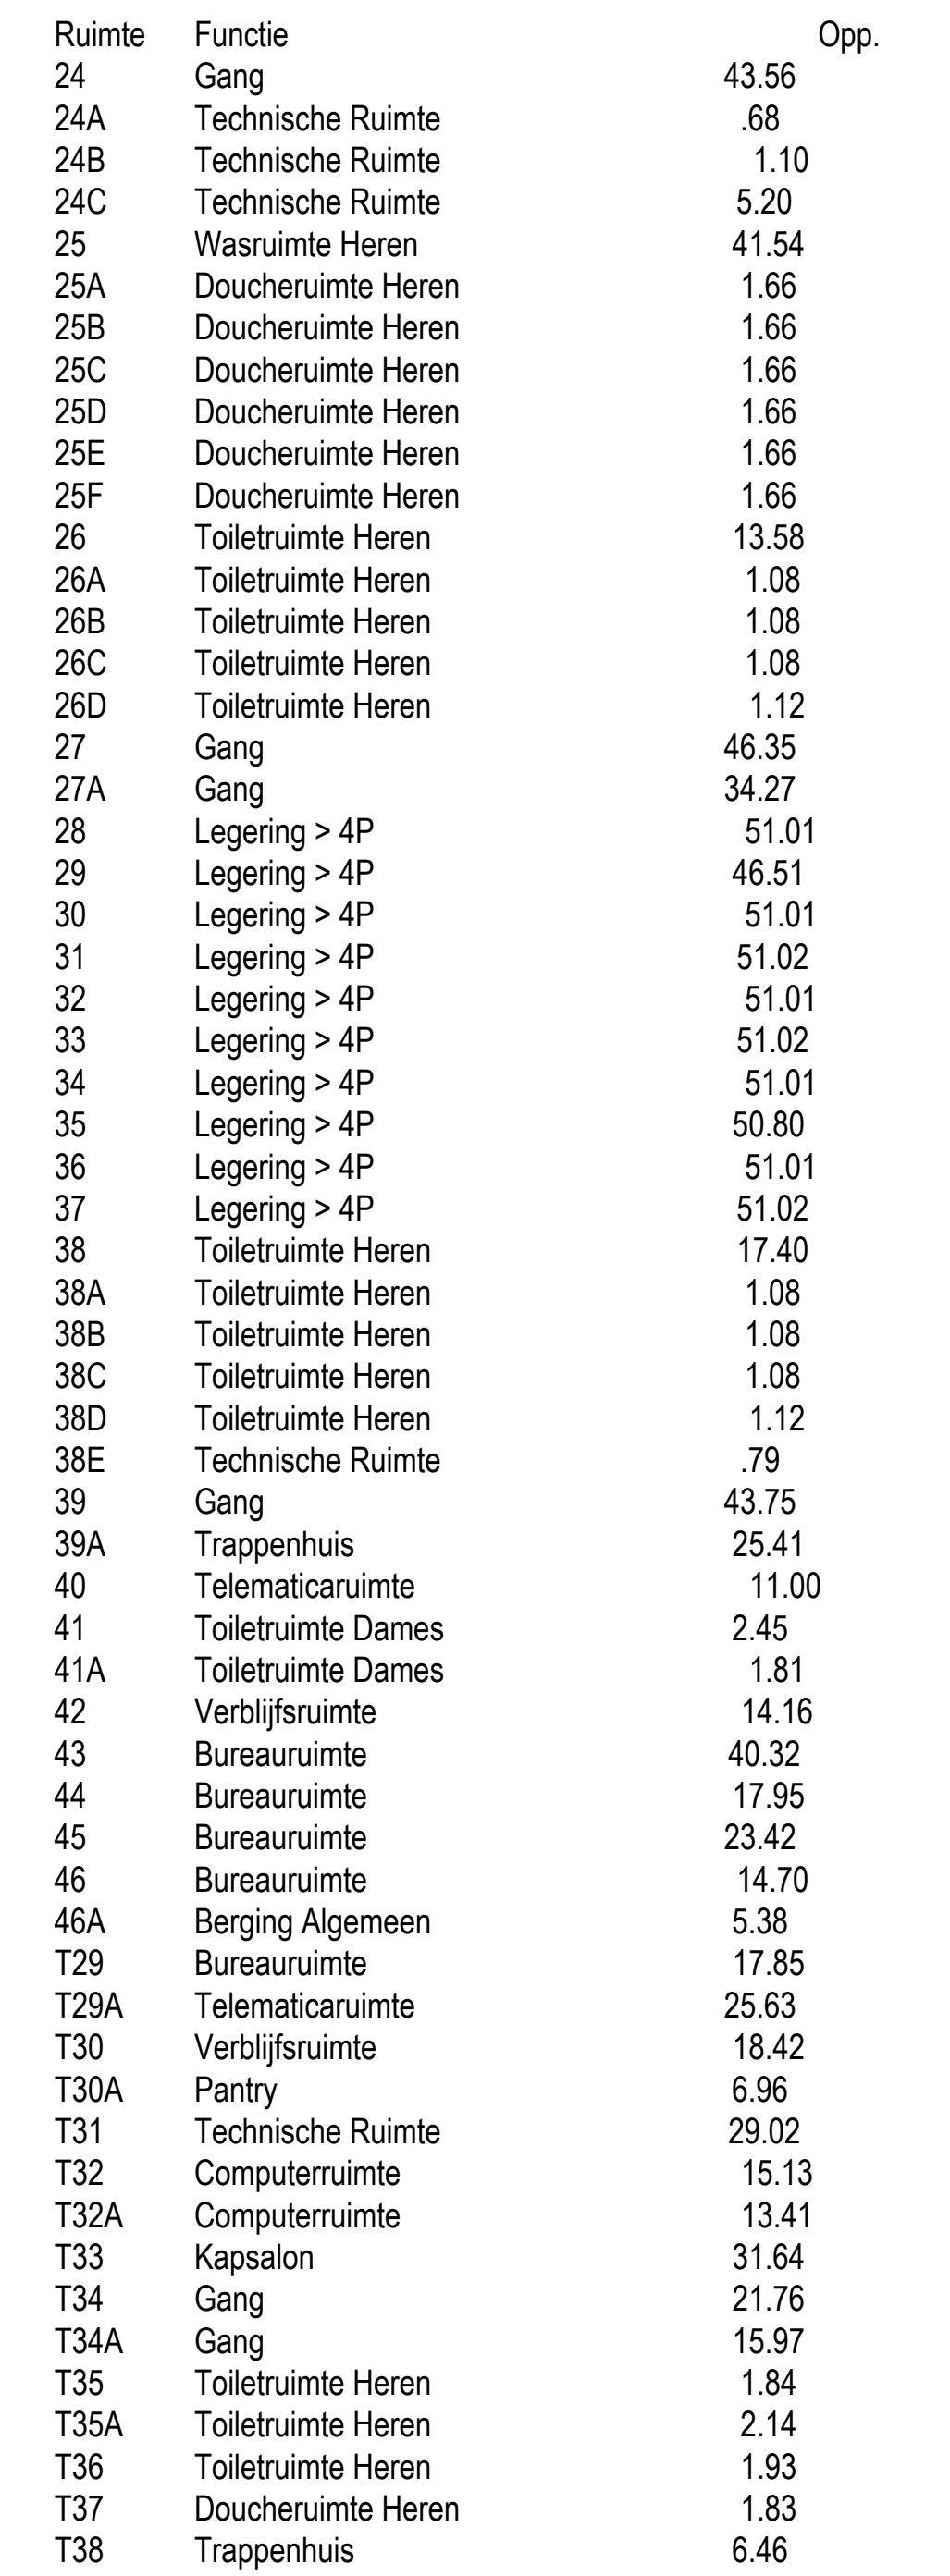 Ruimte Functie Opp.
24 Gang 43.56
24A Technische Ruimte .68
24B Technische Ruimte 1.10
24C Technische Ruimte 5.20
25 Wasruimte Heren 41.54
25A Doucheruimte Heren 1.66
25B Doucheruimte Heren 1.66
25C Doucheruimte Heren 1.66
25D Doucheruimte Heren 1.66
25E Doucheruimte Heren 1.66
25F Doucheruimte Heren 1.66
26 Toiletruimte Heren 13.58
26A Toiletruimte Heren 1.08
26B Toiletruimte Heren 1.08
26C Toiletruimte Heren 1.08
26D Toiletruimte Heren 1.12
27 Gang 46.35
27A Gang 34.27
28 Legering > 4P 51.01
29 Legering > 4P 46.51
30 Legering > 4P 51.01
31 Legering > 4P 51.02
32 Legering > 4P 51.01
33 Legering > 4P 51.02
34 Legering > 4P 51.01
35 Legering > 4P 50.80
36 Legering > 4P 51.01
37 Legering > 4P 51.02
38 Toiletruimte Heren 17.40
38A Toiletruimte Heren 1.08
38B Toiletruimte Heren 1.08
38C Toiletruimte Heren 1.08
38D Toiletruimte Heren 1.12
38E Technische Ruimte .79
39 Gang 43.75
39A Trappenhuis 25.41
40 Telematicaruimte 11.00
41 Toiletruimte Dames 2.45
41A Toiletruimte Dames 1.81
42 Verblijfsruimte 14.16
43 Bureauruimte 40.32
44 Bureauruimte 17.95
45 Bureauruimte 23.42
46 Bureauruimte 14.70
46A Berging Algemeen 5.38
T29 Bureauruimte 17.85
T29A Telematicaruimte 25.63
T30 Verblijfsruimte 18.42
T30A Pantry 6.96
T31 Technische Ruimte 29.02
T32 Computerruimte 15.13
T32A Computerruimte 13.41
T33 Kapsalon 31.64
T34 Gang 21.76
T34A Gang 15.97
T35 Toiletruimte Heren 1.84
T35A Toiletruimte Heren 2.14
T36 Toiletruimte Heren 1.93
T37 Doucheruimte Heren 1.83
T38 Trappenhuis 6.46